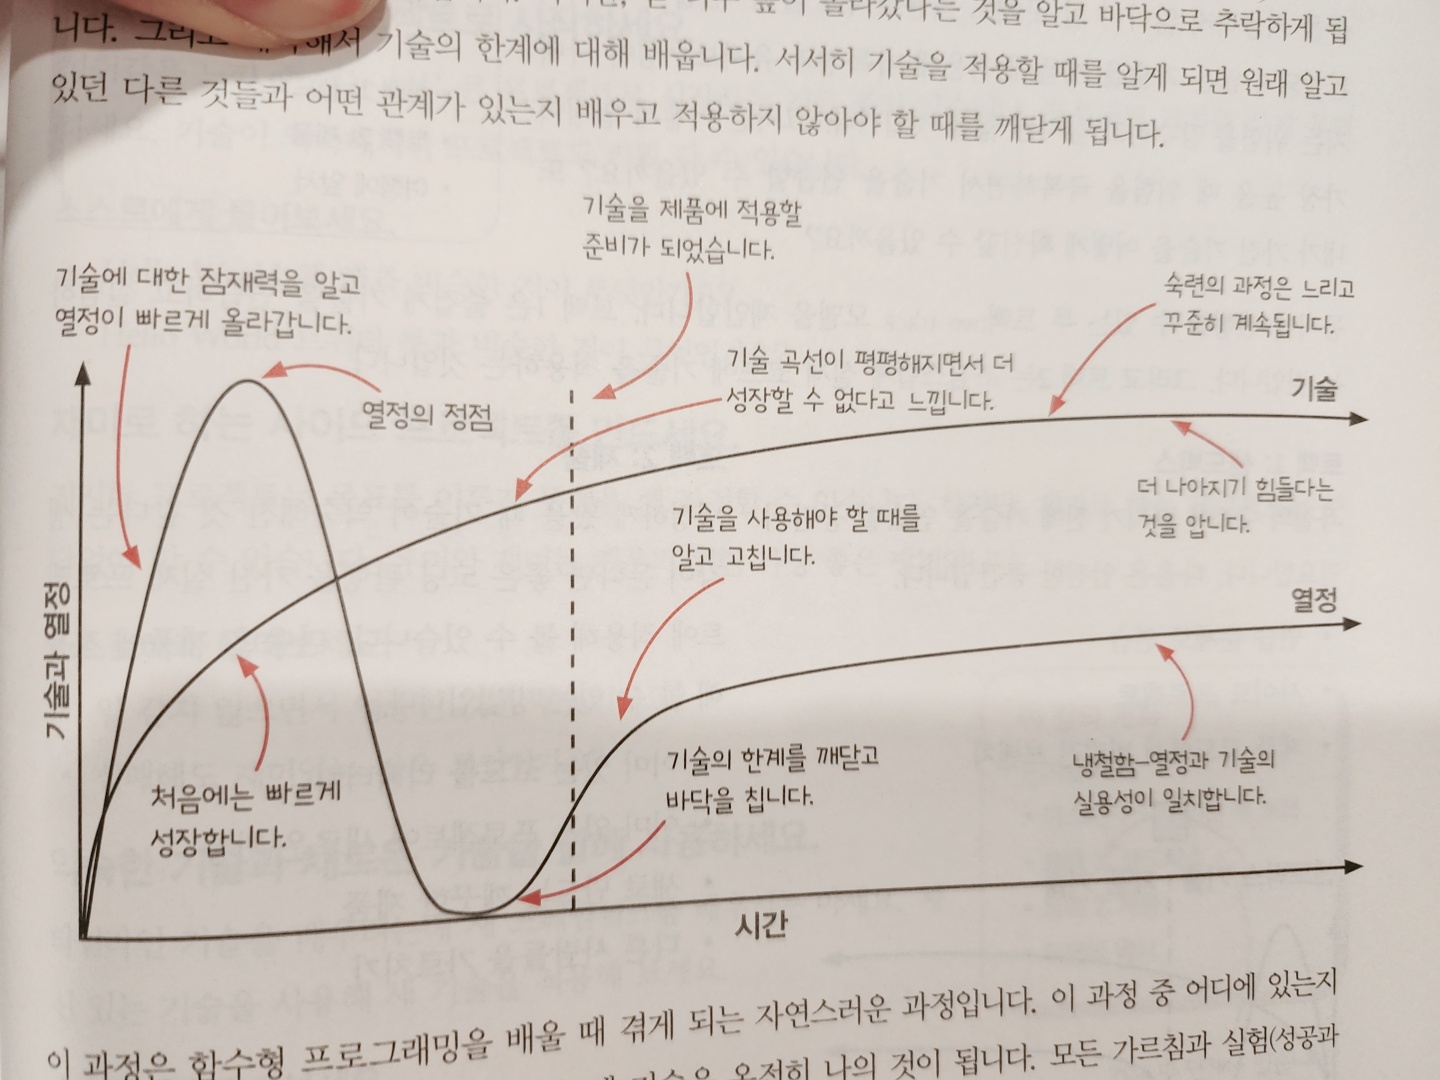 것을 알고 바닥으로 추락하게 됩
니다. 그리고 기술의 한계에 대해 배웁니다. 서서히 기술을 적용할 때를 알게 되면 원래 알고
있던 다른 것들과 어떤 관계가 있는지 배우고 적용하지 않아야 할 때를 깨닫게 됩니다.
기술을 제품에 적용할
준비가 되었습니다.
기술에 대한 잠재력을 알고
열정이 빠르게 올라갑니다.
숙련의 과정은 느리고
꾸준히 계속됩니다.
기술 곡선이 평평해지면서 더
성장할 수 없다고 느낍니다.
열정의 정점
기술
더 나아지기 힘들다는
것을 압니다.
기술을 사용해야 할 때를
알고 고칩니다.
기술과 열정
열정
처음에는 빠르게
성장합니다.
기술의 한계를 깨닫고
바닥을 칩니다.
냉철함-열정과 기술의
실용성이 일치합니다.
시간
이 과정은 함수형 프로그래밍을 배울 때 겪게 되는 자연스러운 과정입니다. 이 과정 중 어디에 있는지
기술은 온전히 나의 것이 됩니다. 모든 가르침과 실험(성공과